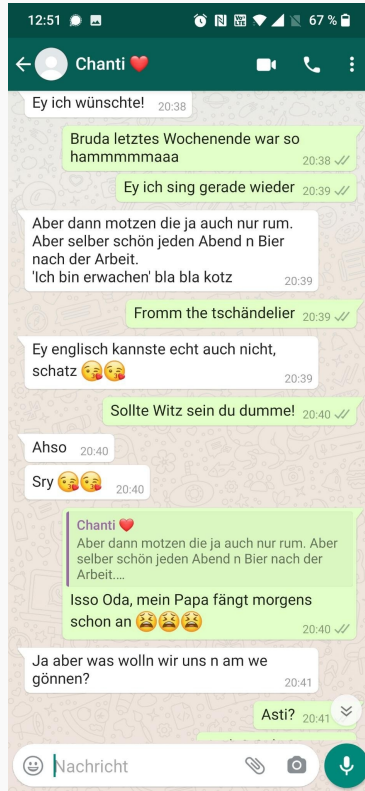 12:51 67 %
Chanti ❤️
Ey ich wünschte! 20:38
Bruda letztes Wochenende war so
hammmmmaaa 20:38
Ey ich sing gerade wieder 20:39
Aber dann motzen die ja auch nur rum.
Aber selber schön jeden Abend n Bier
nach der Arbeit.
'Ich bin erwachen' bla bla kotz 20:39
Fromm the tschändelier 20:39
Ey englisch kannste echt auch nicht,
schatz 😘😘 20:39
Sollte Witz sein du dumme! 20:40
Ahso 20:40
Sry 😘😘 20:40
Chanti ❤️
Aber dann motzen die ja auch nur rum. Aber
selber schön jeden Abend n Bier nach der
Arbeit....
Isso Oda, mein Papa fängt morgens
schon an 😫😫😫 20:40
Ja aber was wolln wir uns n am we
gönnen? 20:41
Asti? 20:41
Nachricht